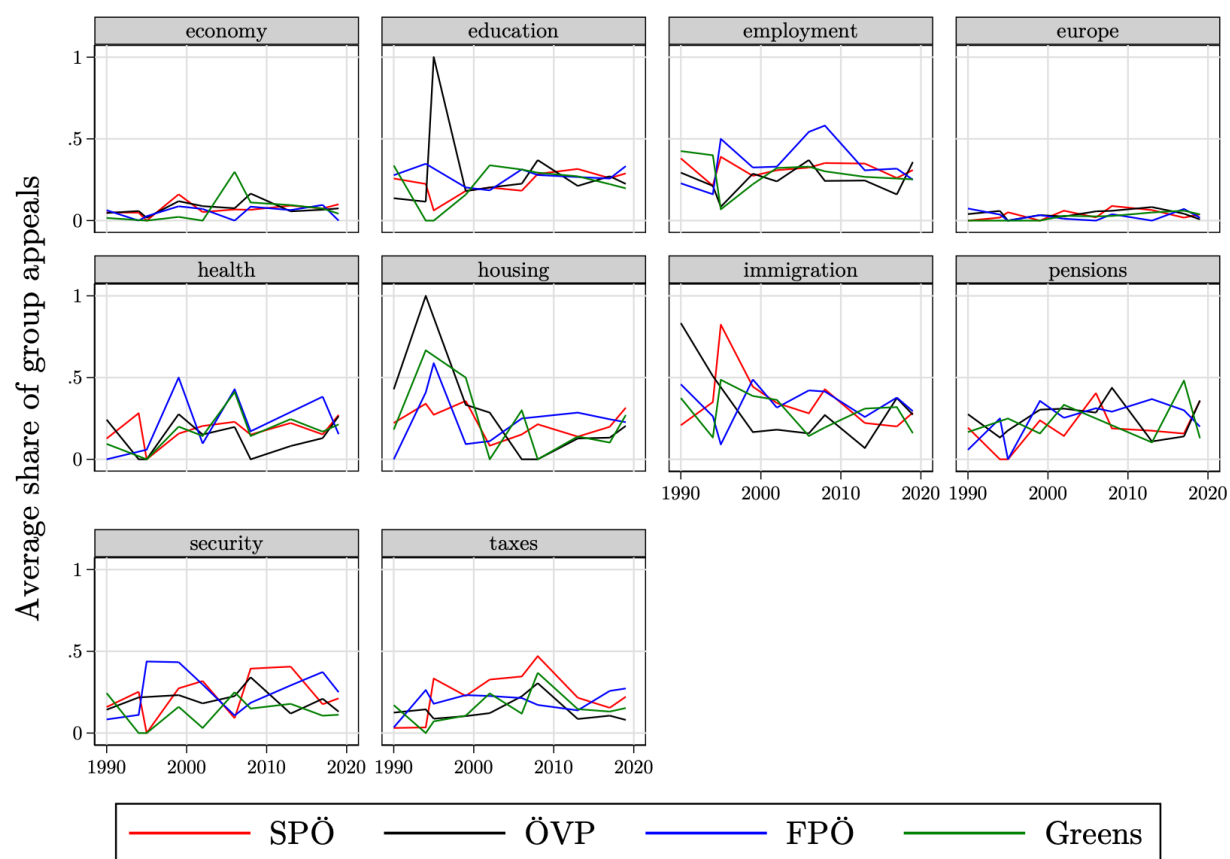 Average share of group appeals
economy education employment europe
1
.5
0
health housing immigration pensions
1
.5
0
1990 2000 2010 2020 1990 2000 2010 2020
security taxes
1
.5
0
1990 2000 2010 2020 1990 2000 2010 2020
SPÖ ÖVP FPÖ Greens